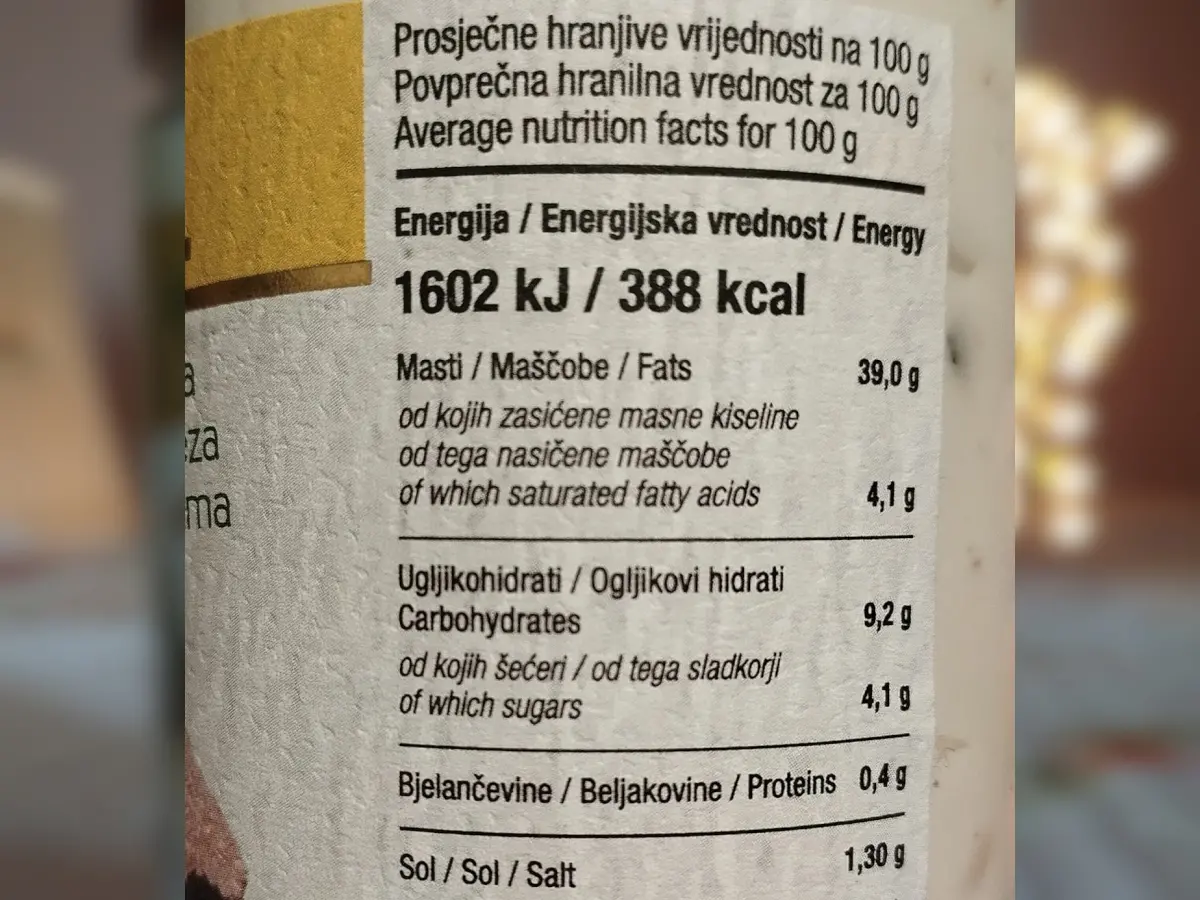 Prosječne hranjive vrijednosti na 100 g
Povprečna hranilna vrednost za 100 g
Average nutrition facts for 100 g
Energija / Energijska vrednost / Energy
1602 kJ / 388 kcal
Masti / Maščobe / Fats 39,0 g
od kojih zasićene masne kiseline
od tega nasičene maščobe
of which saturated fatty acids 4,1 g
Ugljikohidrati / Ogljikovi hidrati
Carbohydrates 9,2 g
od kojih šećeri / od tega sladkorji
of which sugars 4,1 g
Bjelančevine / Beljakovine / Proteins 0,4 g
Sol / Sol / Salt 1,30 g